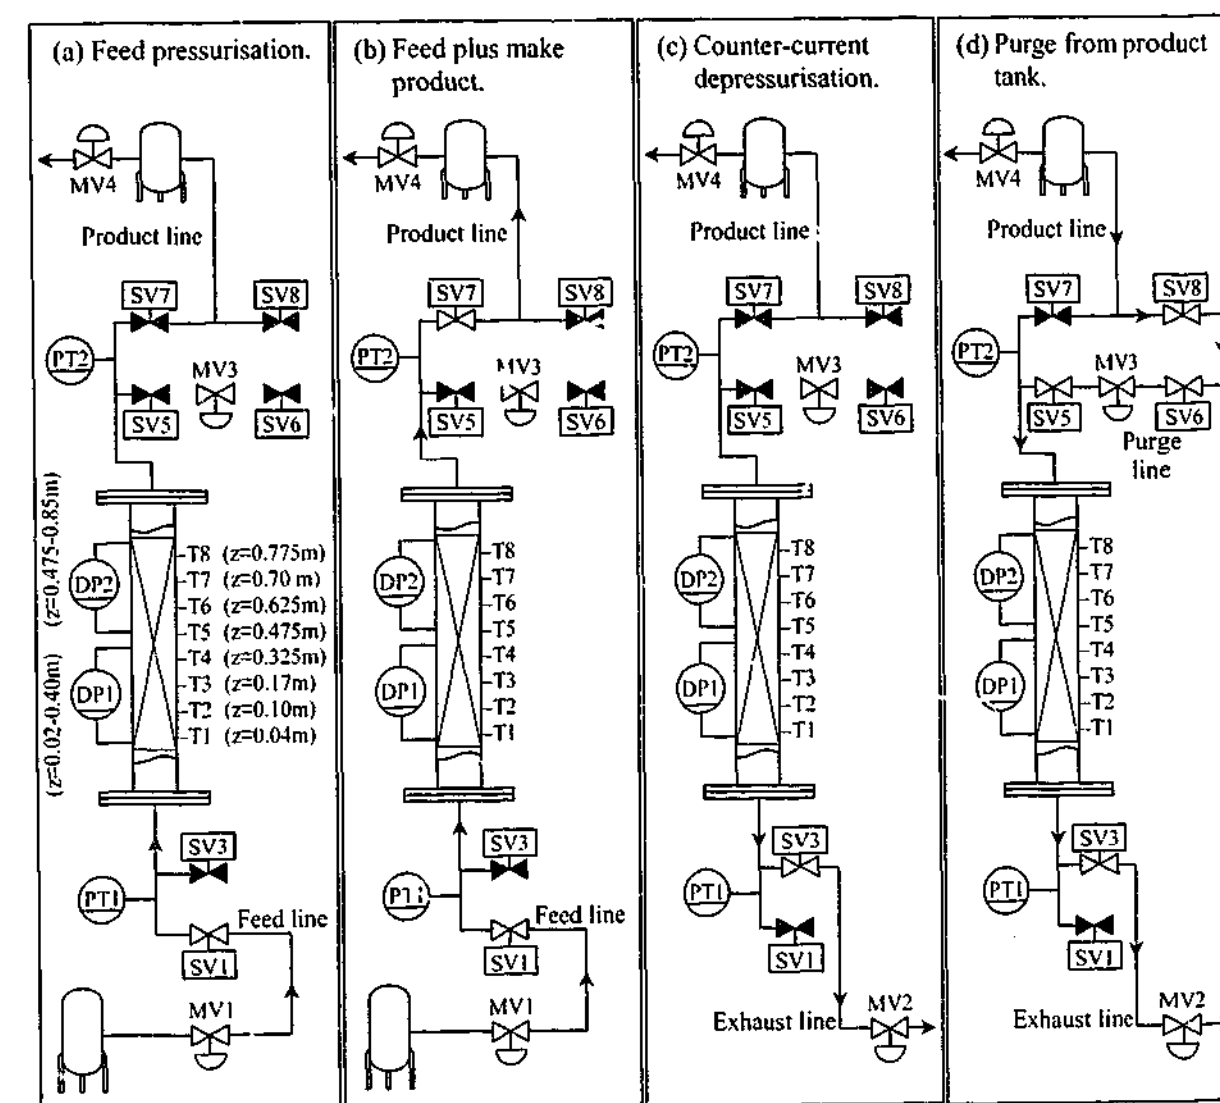 (a) Feed pressurisation.
MV4
Product line
SV7
SV8
PT2
MV3
SV5
SV6
(z=0.475-0.85m)
DP2
T8 (z=0.775m)
T7 (z=0.70 m)
T6 (z=0.625m)
T5 (z=0.475m)
(z=0.02-0.40m)
DP1
T4 (z=0.325m)
T3 (z=0.17m)
T2 (z=0.10m)
T1 (z=0.04m)
SV3
PT1
Feed line
SV1
MV1
(b) Feed plus make
product.
MV4
Product line
SV7
SV8
PT2
MV3
SV5
SV6
DP2
T8
T7
T6
T5
DP1
T4
T3
T2
T1
SV3
PT1
Feed line
SV1
MV1
(c) Counter-current
depressurisation.
MV4
Product line
SV7
SV8
PT2
MV3
SV5
SV6
DP2
T8
T7
T6
T5
DP1
T4
T3
T2
T1
SV3
PT1
SV1
MV2
Exhaust line
(d) Purge from product
tank.
MV4
Product line
SV7
SV8
PT2
SV5
MV3
SV6
Purge
line
DP2
T8
T7
T6
T5
DP1
T4
T3
T2
T1
SV3
PT1
SV1
MV2
Exhaust line